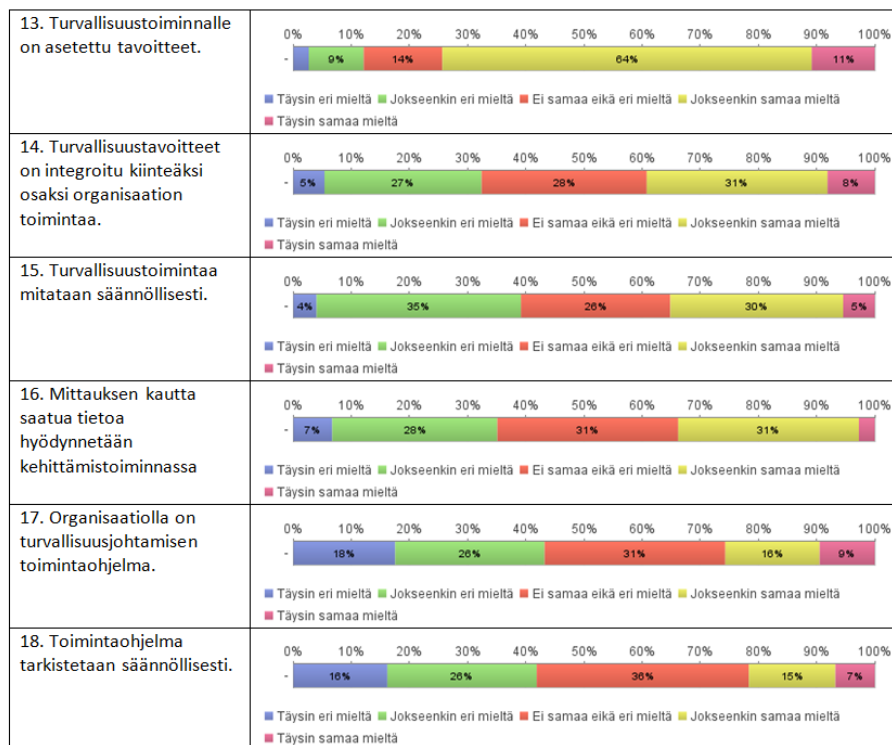 13. Turvallisuustoiminnalle
on asetettu tavoitteet.
0% 10% 20% 30% 40% 50% 60% 70% 80% 90% 100%
- 9% 14% 64% 11%
Täysin eri mieltä Jokseenkin eri mieltä Ei samaa eikä eri mieltä Jokseenkin samaa mieltä
Täysin samaa mieltä
14. Turvallisuustavoitteet
on integroitu kiinteäksi
osaksi organisaation
toimintaa.
0% 10% 20% 30% 40% 50% 60% 70% 80% 90% 100%
- 5% 27% 28% 31% 8%
Täysin eri mieltä Jokseenkin eri mieltä Ei samaa eikä eri mieltä Jokseenkin samaa mieltä
Täysin samaa mieltä
15. Turvallisuustoimintaa
mitataan säännöllisesti.
0% 10% 20% 30% 40% 50% 60% 70% 80% 90% 100%
- 4% 35% 26% 30% 5%
Täysin eri mieltä Jokseenkin eri mieltä Ei samaa eikä eri mieltä Jokseenkin samaa mieltä
Täysin samaa mieltä
16. Mittauksen kautta
saatua tietoa
hyödynnetään
kehittämistoiminnassa
0% 10% 20% 30% 40% 50% 60% 70% 80% 90% 100%
- 7% 28% 31% 31%
Täysin eri mieltä Jokseenkin eri mieltä Ei samaa eikä eri mieltä Jokseenkin samaa mieltä
Täysin samaa mieltä
17. Organisaatiolla on
turvallisuusjohtamisen
toimintaohjelma.
0% 10% 20% 30% 40% 50% 60% 70% 80% 90% 100%
- 18% 26% 31% 16% 9%
Täysin eri mieltä Jokseenkin eri mieltä Ei samaa eikä eri mieltä Jokseenkin samaa mieltä
Täysin samaa mieltä
18. Toimintaohjelma
tarkistetaan säännöllisesti.
0% 10% 20% 30% 40% 50% 60% 70% 80% 90% 100%
- 16% 26% 36% 15% 7%
Täysin eri mieltä Jokseenkin eri mieltä Ei samaa eikä eri mieltä Jokseenkin samaa mieltä
Täysin samaa mieltä